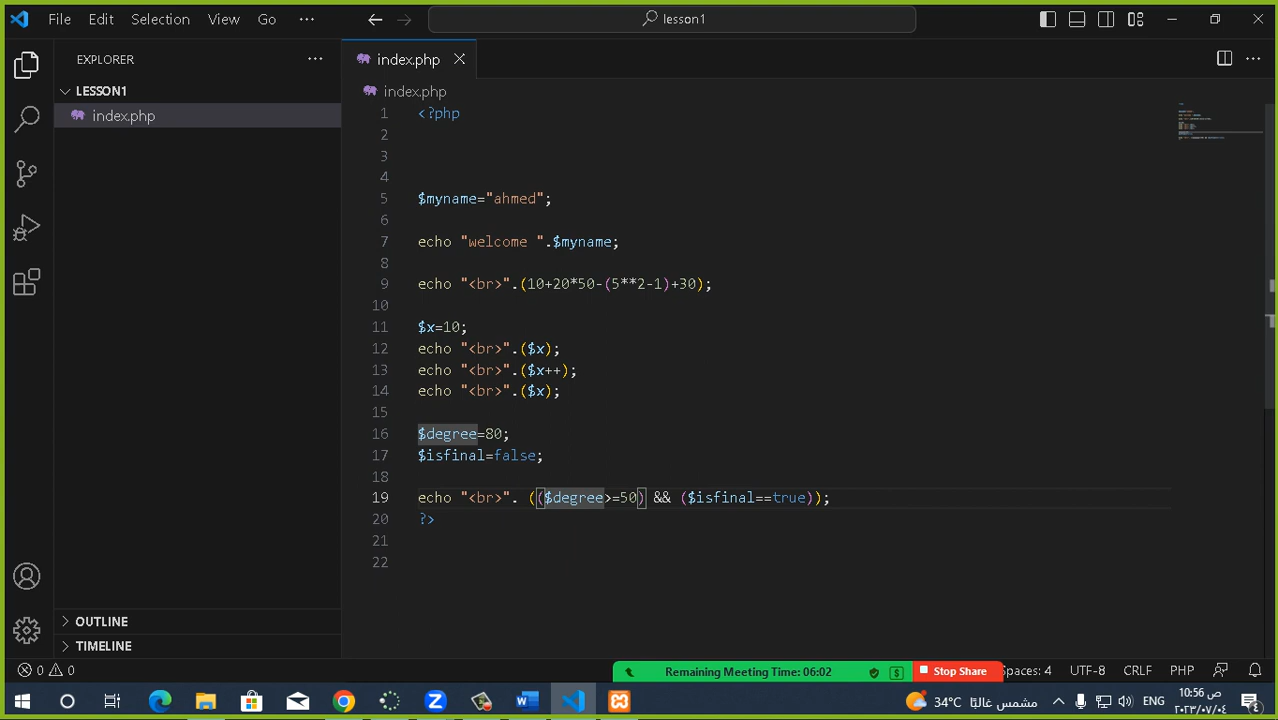 File Edit Selection View Go ··· lesson1
EXPLORER ···
index.php
LESSON1
index.php
index.php
1 <?php
2
3
4
5 $myname="ahmed";
6
7 echo "welcome ".$myname;
8
9 echo "<br>".(10+20*50-(5**2-1)+30);
10
11 $x=10;
12 echo "<br>".($x);
13 echo "<br>".($x++);
14 echo "<br>".($x);
15
16 $degree=80;
17 $isfinal=false;
18
19 echo "<br>". (($degree>=50) && ($isfinal==true));
20 ?>
21
22
OUTLINE
TIMELINE
0 0
Remaining Meeting Time: 06:02
Stop Share
Spaces: 4 UTF-8 CRLF PHP
34°C مشمس غالبًا
ENG
10:56 ص
٢٠٢٣/٠٧/٠٤